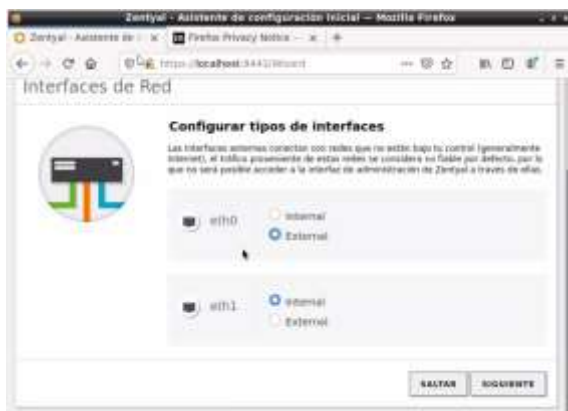 Zentyal - Asistente de configuración inicial — Mozilla Firefox
Zentyal - Asistente de
Firefox Privacy Notice —
https://localhost:8443/Wizard
Interfaces de Red
Configurar tipos de interfaces
Las interfaces externas conectan con redes que no están bajo tu control (generalmente
Internet), el tráfico proveniente de estas redes se considera no fiable por defecto, por lo
que no será posible acceder a la interfaz de administración de Zentyal a través de ellas.
eth0
Internal
External
eth1
Internal
External
SALTAR
SIGUIENTE